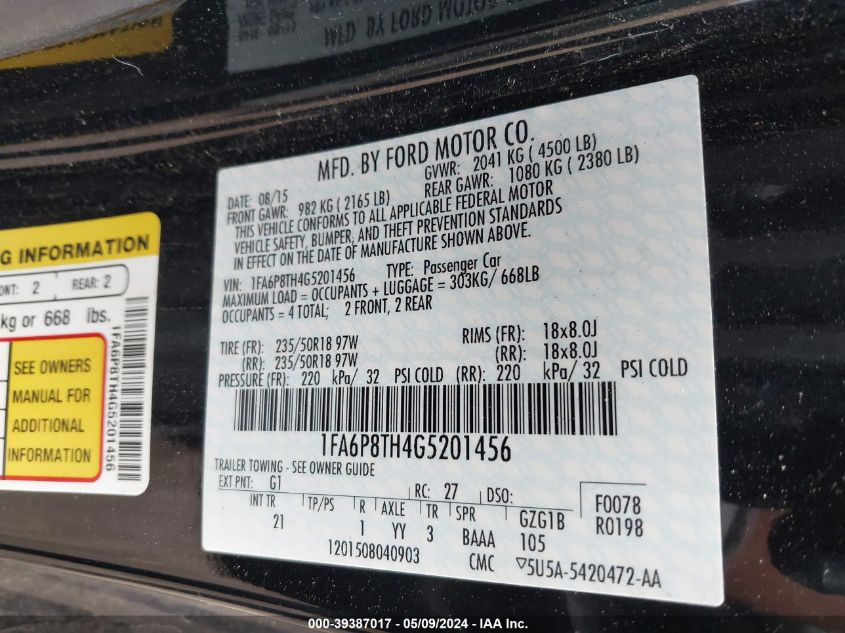 MFD. BY FORD MOTOR CO.
DATE: 08/15 GVWR: 2041 KG ( 4500 LB)
FRONT GAWR: 982 KG ( 2165 LB) REAR GAWR: 1080 KG ( 2380 LB)
THIS VEHICLE CONFORMS TO ALL APPLICABLE FEDERAL MOTOR
VEHICLE SAFETY, BUMPER, AND THEFT PREVENTION STANDARDS
IN EFFECT ON THE DATE OF MANUFACTURE SHOWN ABOVE.
VIN: 1FA6P8TH4G5201456 TYPE: Passenger Car
MAXIMUM LOAD = OCCUPANTS + LUGGAGE = 303KG/ 668LB
OCCUPANTS = 4 TOTAL; 2 FRONT, 2 REAR
TIRE (FR): 235/50R18 97W RIMS (FR): 18x8.0J
(RR): 235/50R18 97W (RR): 18x8.0J
PRESSURE (FR): 220 kPa/ 32 PSI COLD (RR): 220 kPa/ 32 PSI COLD
1FA6P8TH4G5201456
TRAILER TOWING - SEE OWNER GUIDE
EXT PNT: G1 RC: 27 DSO: F0078
R0198
INT TR TP/PS R AXLE TR SPR GZG1B
21 1 YY 3 BAAA 105
1201508040903 CMC ▽5U5A-5420472-AA
G INFORMATION
ONT: 2 REAR: 2
kg or 668 lbs.
SEE OWNERS
MANUAL FOR
ADDITIONAL
INFORMATION
1FA6P8TH4G5201456
MFD. BY FORD MOTOR
000-39387017 - 05/09/2024 - IAA Inc.